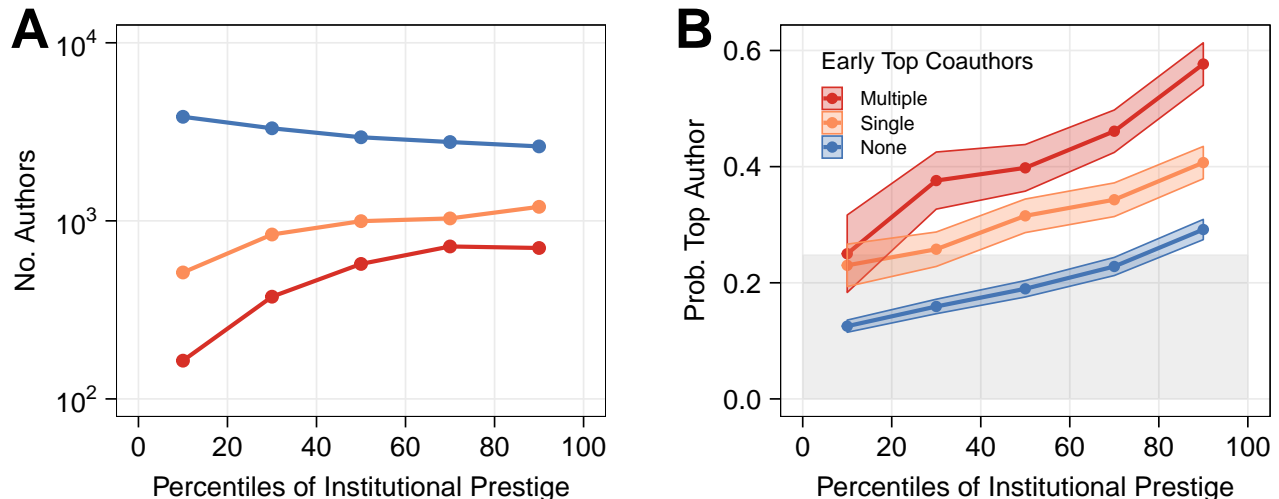 A
No. Authors
10^4
10^3
10^2
0 20 40 60 80 100
Percentiles of Institutional Prestige
B
Prob. Top Author
0.6
0.4
0.2
0.0
Early Top Coauthors
Multiple
Single
None
0 20 40 60 80 100
Percentiles of Institutional Prestige